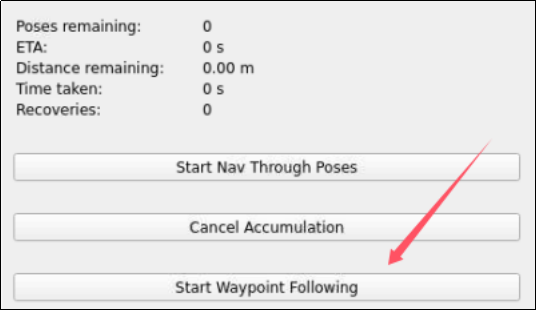 Poses remaining: 0
ETA: 0 s
Distance remaining: 0.00 m
Time taken: 0 s
Recoveries: 0
Start Nav Through Poses
Cancel Accumulation
Start Waypoint Following